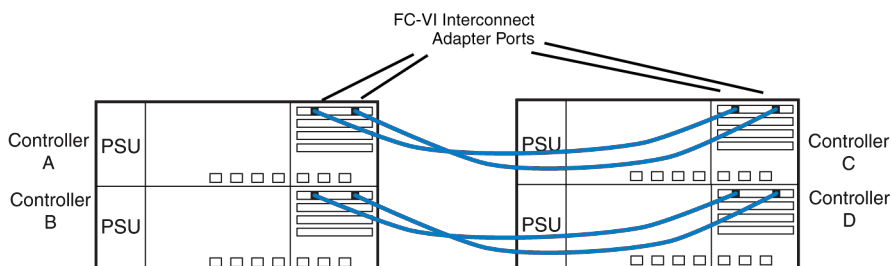 FC-VI Interconnect
Adapter Ports
Controller
A
PSU
PSU
Controller
C
Controller
B
PSU
PSU
Controller
D